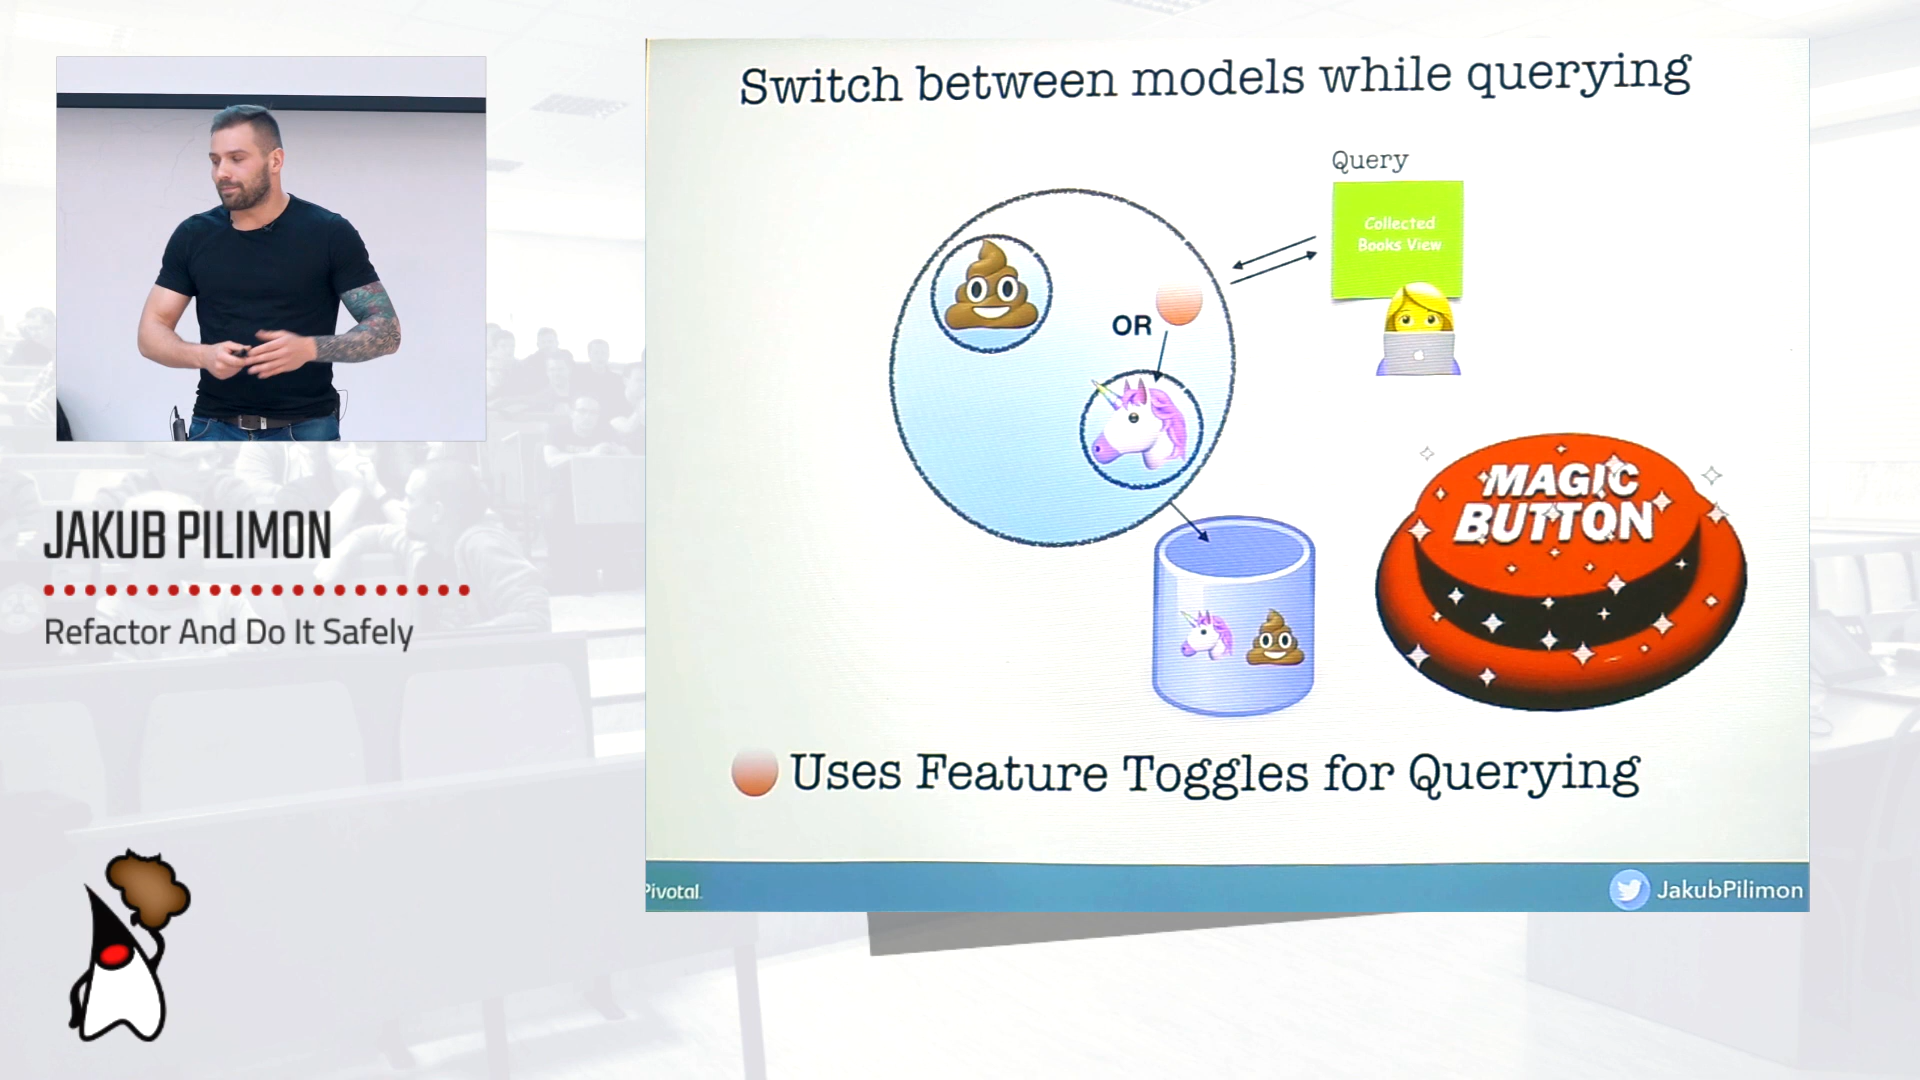 Switch between models while querying
Query
Collected
Books View
OR
MAGIC
BUTTON
JAKUB PILIMON
Refactor And Do It Safely
Uses Feature Toggles for Querying
Pivotal.
JakubPilimon